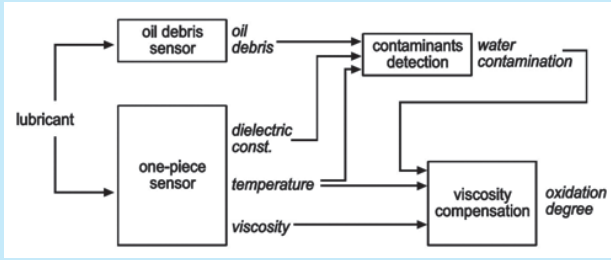 lubricant
oil debris
sensor
oil
debris
contaminants
detection
water
contamination
one-piece
sensor
dielectric
const.
temperature
viscosity
viscosity
compensation
oxidation
degree